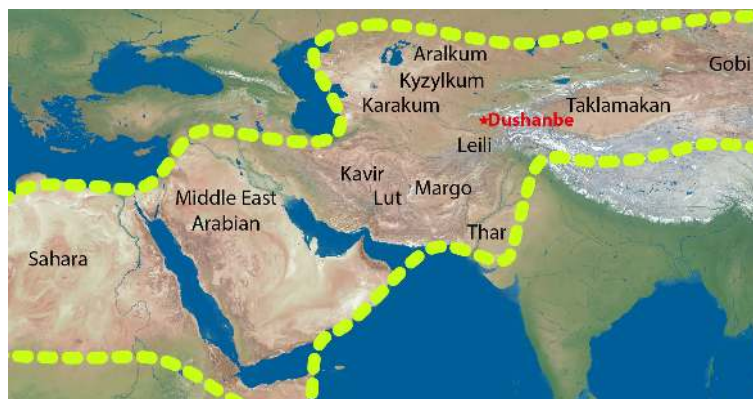 Aralkum
Gobi
Kyzylkum
Karakum
Taklamakan
Dushanbe
Leili
Kavir
Middle East
Lut
Margo
Arabian
Thar
Sahara